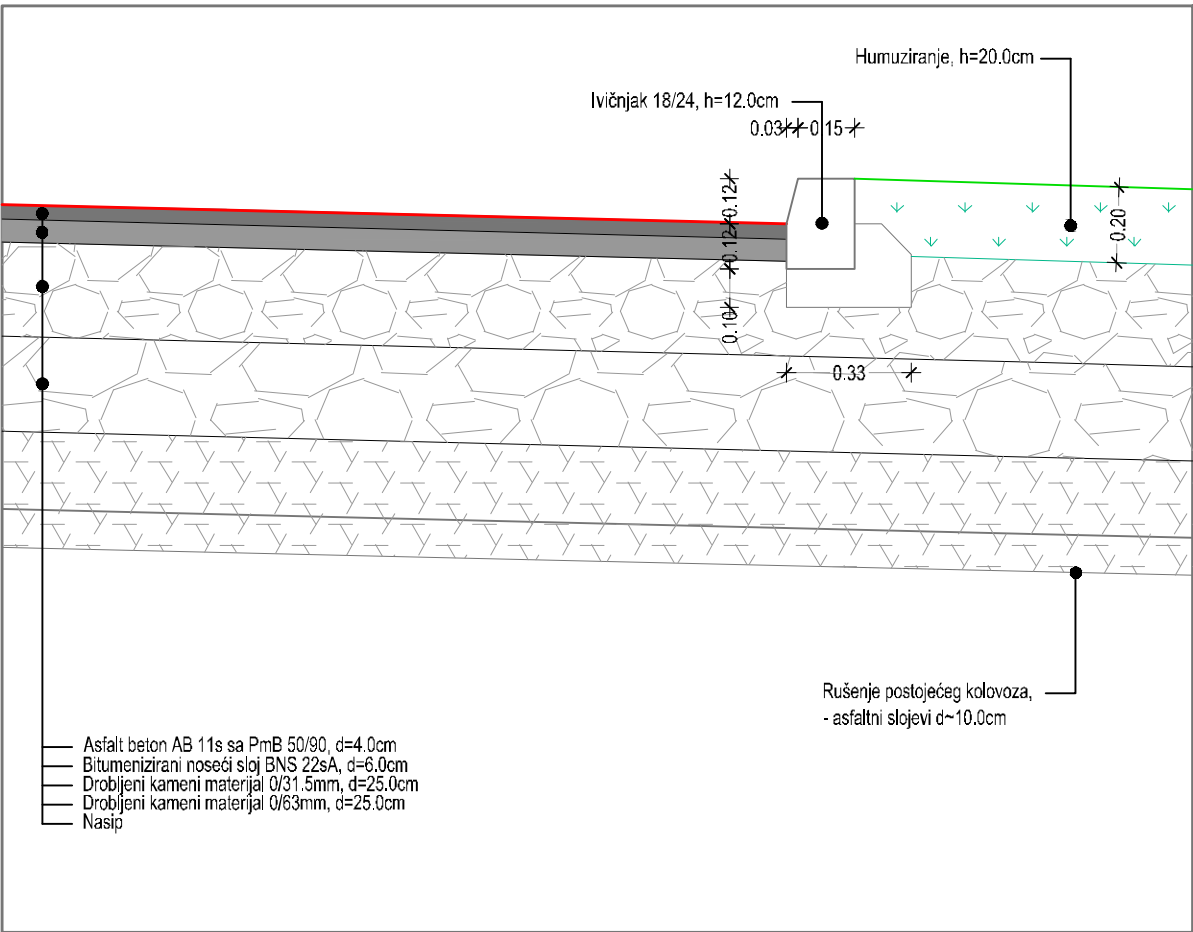 Humuziranje, h=20.0cm
Ivičnjak 18/24, h=12.0cm
0.03 0.15
0.12
0.12
0.10
0.20
0.33
Rušenje postojećeg kolovoza,
- asfaltni slojevi d~10.0cm
Asfalt beton AB 11s sa PmB 50/90, d=4.0cm
Bitumenizirani noseći sloj BNS 22sA, d=6.0cm
Drobljeni kameni materijal 0/31.5mm, d=25.0cm
Drobljeni kameni materijal 0/63mm, d=25.0cm
Nasip